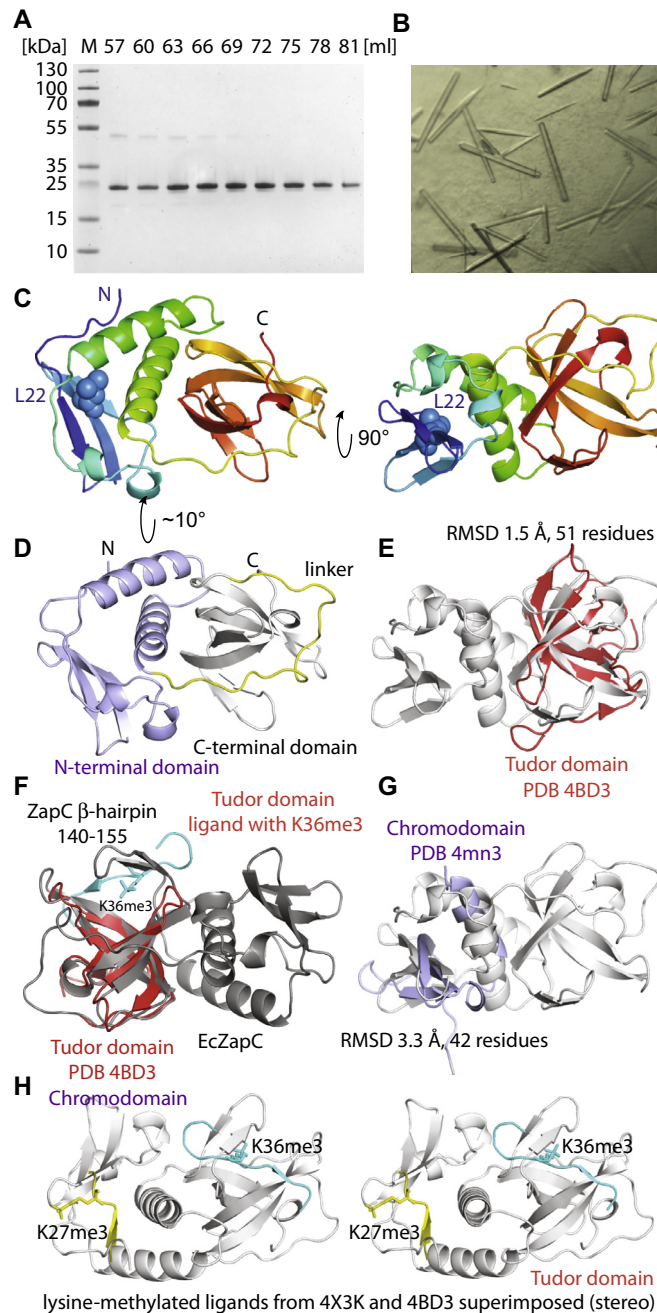 A
B
[kDa] M 57 60 63 66 69 72 75 78 81 [ml]
130
100
70
55
35
25
15
10
C
N
C
L22
L22
90°
~10°
D
N
C
linker
E
RMSD 1.5 Å, 51 residues
C-terminal domain
N-terminal domain
Tudor domain
PDB 4BD3
F
ZapC β-hairpin
140-155
Tudor domain
ligand with K36me3
K36me3
G
Chromodomain
PDB 4mn3
EcZapC
RMSD 3.3 Å, 42 residues
Tudor domain
PDB 4BD3
H
Chromodomain
K36me3
K36me3
K27me3
K27me3
Tudor domain
lysine-methylated ligands from 4X3K and 4BD3 superimposed (stereo)